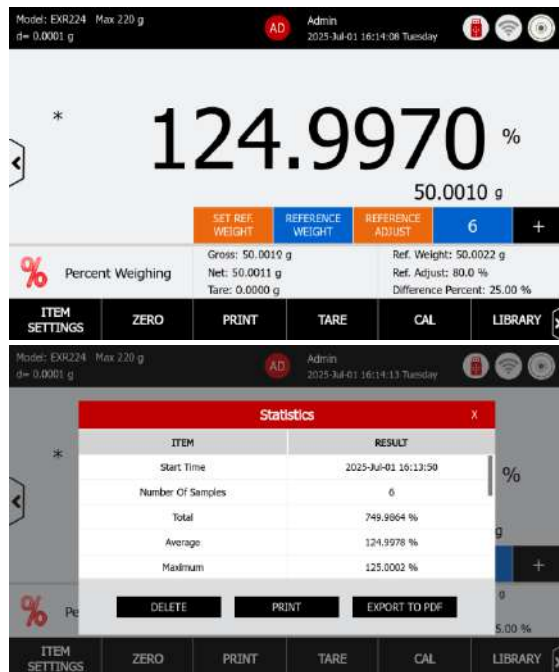 Model: EXR224 Max 220 g
d= 0.0001 g
AD
Admin
2025-Jul-01 16:14:08 Tuesday
*
124.9970 %
50.0010 g
SET REF. WEIGHT
REFERENCE WEIGHT
REFERENCE ADJUST
6
+
% Percent Weighing
Gross: 50.0010 g
Net: 50.0011 g
Tare: 0.0000 g
Ref. Weight: 50.0022 g
Ref. Adjust: 80.0 %
Difference Percent: 25.00 %
ITEM SETTINGS
ZERO
PRINT
TARE
CAL
LIBRARY
Model: EXR224 Max 220 g
d= 0.0001 g
AD
Admin
2025-Jul-01 16:14:13 Tuesday
*
%
g
+
Statistics X
ITEM RESULT
Start Time 2025-Jul-01 16:13:50
Number Of Samples 6
Total 749.9864 %
Average 124.9978 %
Maximum 125.0002 %
DELETE
PRINT
EXPORT TO PDF
% Pe
g
5.00 %
ITEM SETTINGS
ZERO
PRINT
TARE
CAL
LIBRARY